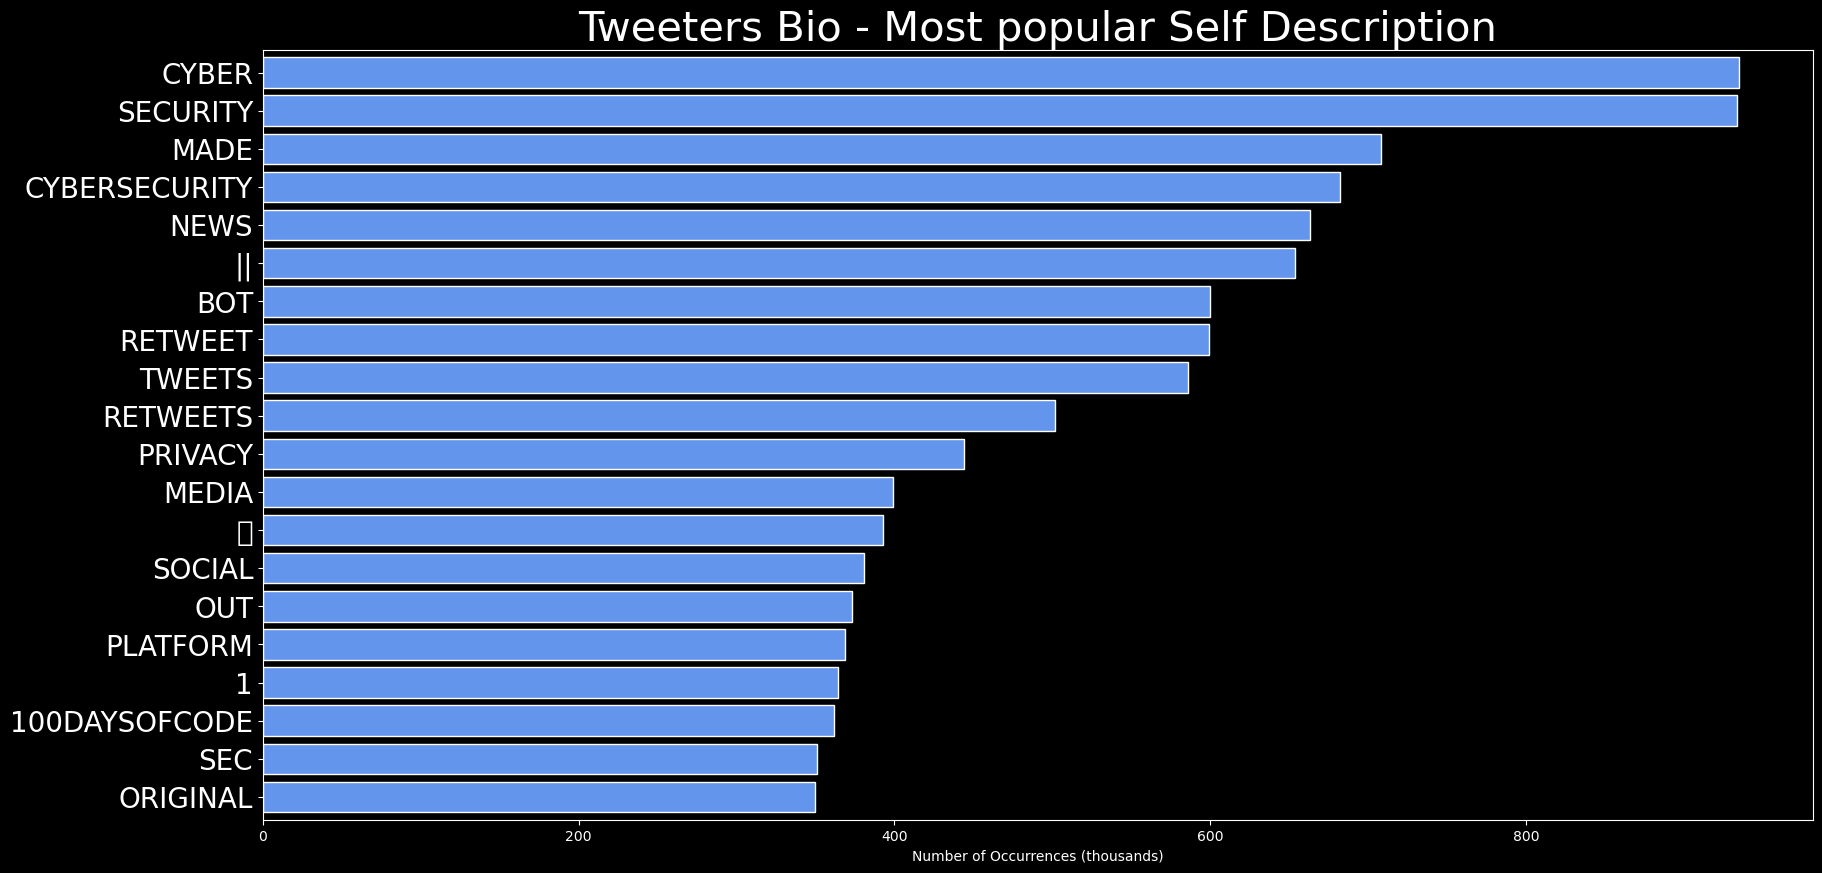 Tweeters Bio - Most popular Self Description
CYBER
SECURITY
MADE
CYBERSECURITY
NEWS
||
BOT
RETWEET
TWEETS
RETWEETS
PRIVACY
MEDIA
SOCIAL
OUT
PLATFORM
1
100DAYSOFCODE
SEC
ORIGINAL
0 200 400 600 800
Number of Occurrences (thousands)